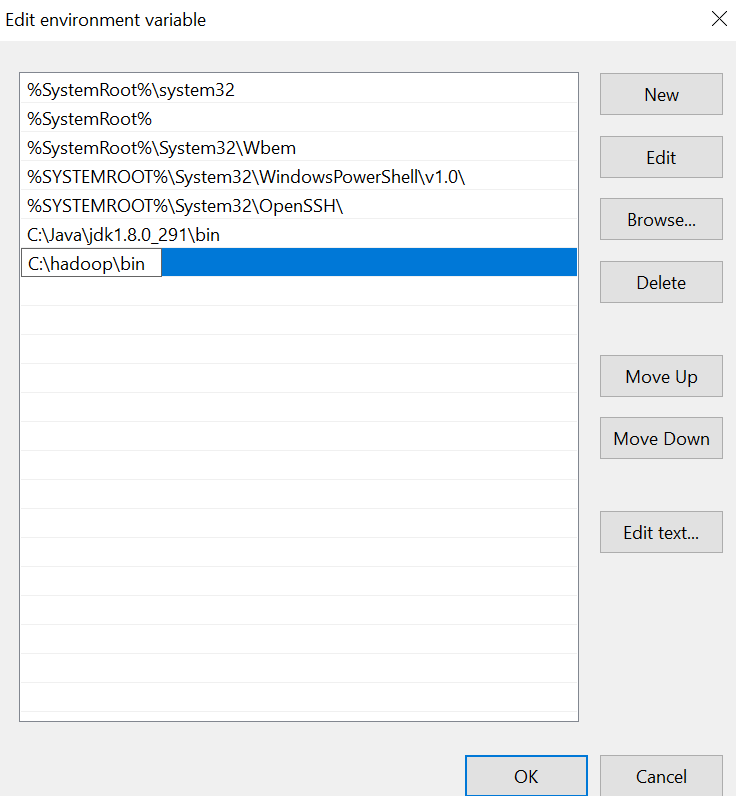 Edit environment variable
%SystemRoot%\system32
%SystemRoot%
%SystemRoot%\System32\Wbem
%SYSTEMROOT%\System32\WindowsPowerShell\v1.0\
%SYSTEMROOT%\System32\OpenSSH\
C:\Java\jdk1.8.0_291\bin
C:\hadoop\bin
New
Edit
Browse...
Delete
Move Up
Move Down
Edit text...
OK
Cancel